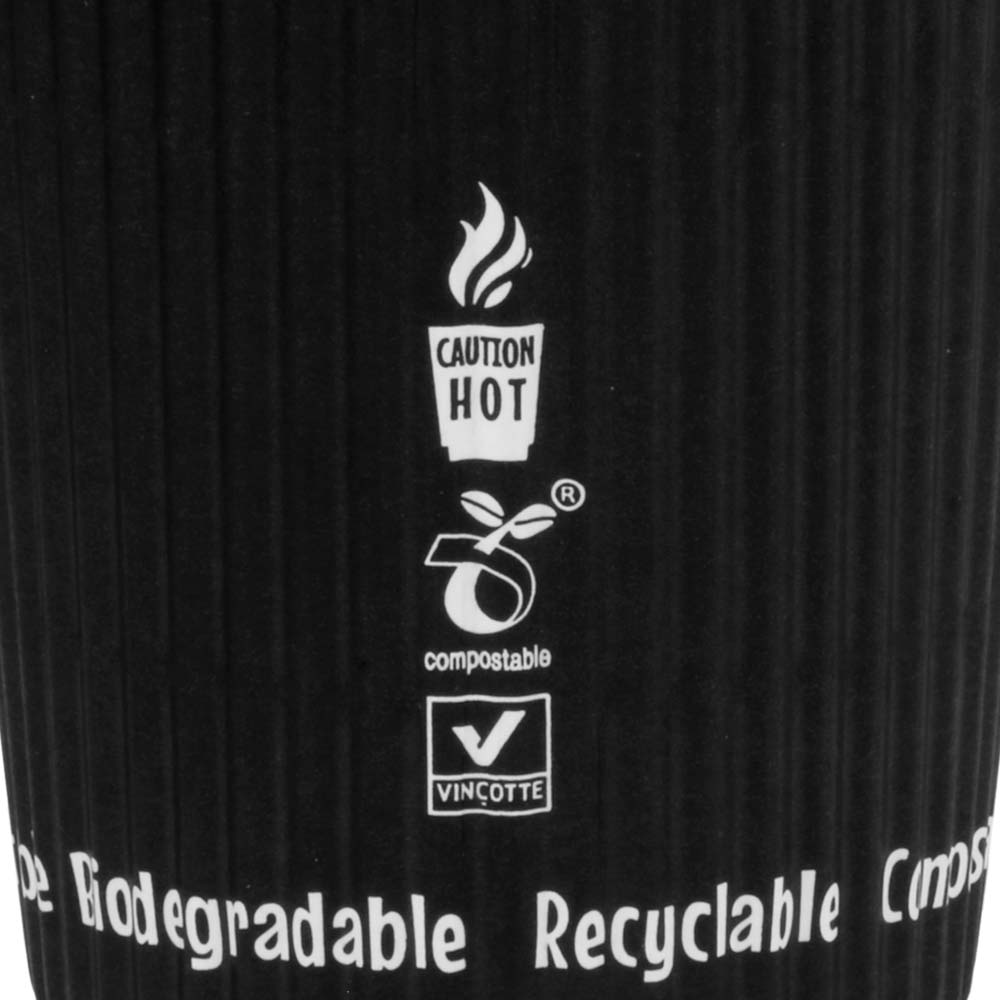 CAUTION
HOT
®
compostable
VINÇOTTE
Biodegradable Recyclable